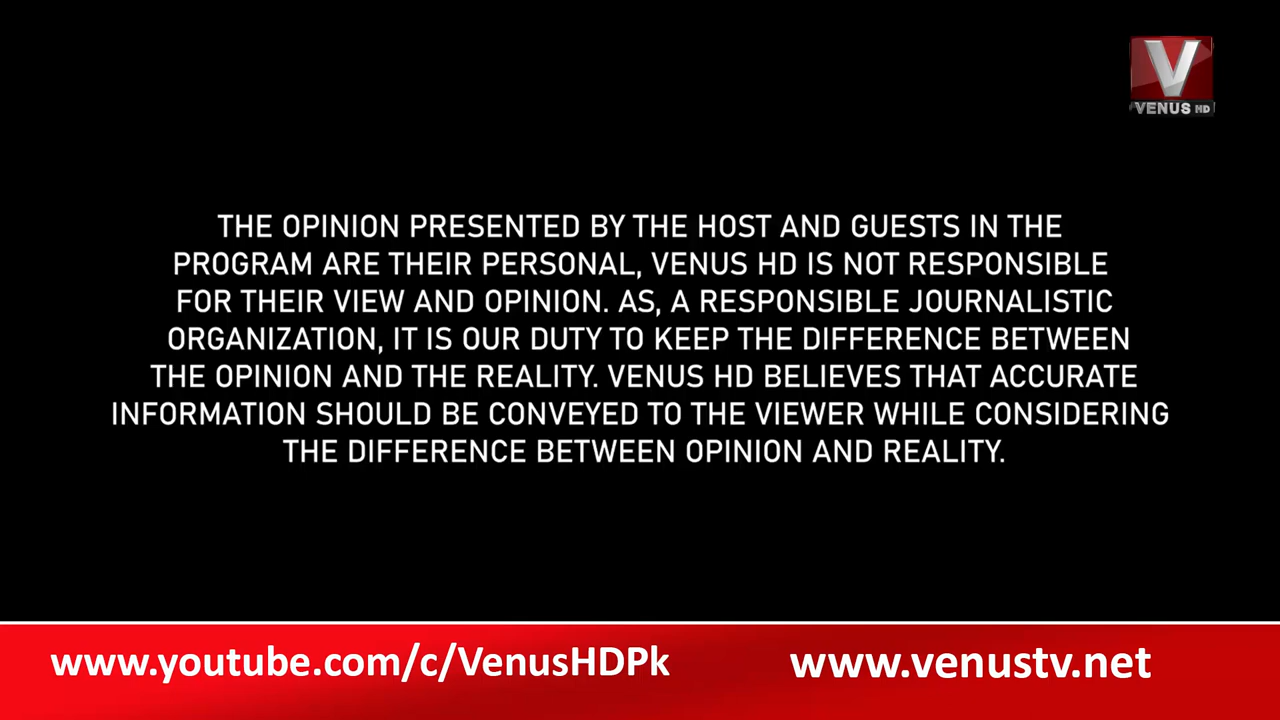 V
VENUS HD
THE OPINION PRESENTED BY THE HOST AND GUESTS IN THE
PROGRAM ARE THEIR PERSONAL, VENUS HD IS NOT RESPONSIBLE
FOR THEIR VIEW AND OPINION. AS, A RESPONSIBLE JOURNALISTIC
ORGANIZATION, IT IS OUR DUTY TO KEEP THE DIFFERENCE BETWEEN
THE OPINION AND THE REALITY. VENUS HD BELIEVES THAT ACCURATE
INFORMATION SHOULD BE CONVEYED TO THE VIEWER WHILE CONSIDERING
THE DIFFERENCE BETWEEN OPINION AND REALITY.
www.youtube.com/c/VenusHDPk
www.venustv.net